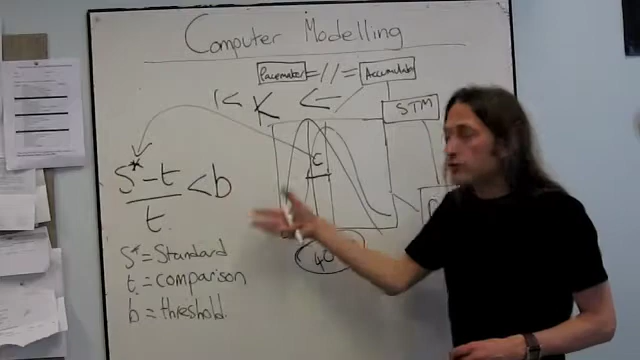 Computer Modelling
Pacemaker =//= Accumulator
1< K <
STM
C
S* - t
t
< b
S* = Standard
t = comparison
b = threshold
40